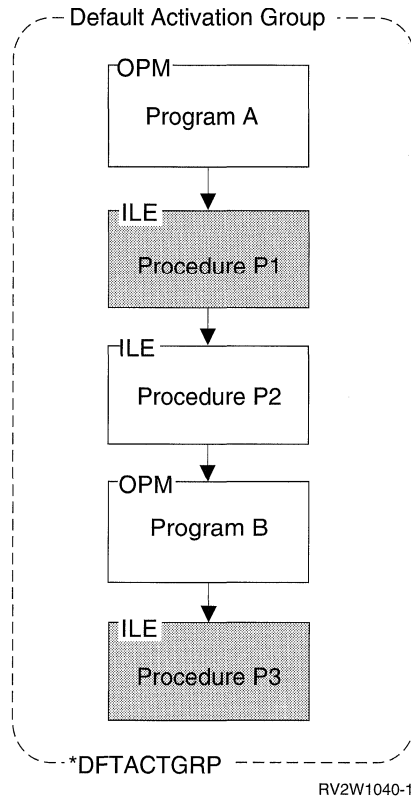 Default Activation Group
OPM
Program A
ILE
Procedure P1
ILE
Procedure P2
OPM
Program B
ILE
Procedure P3
*DFTACTGRP
RV2W1040-1